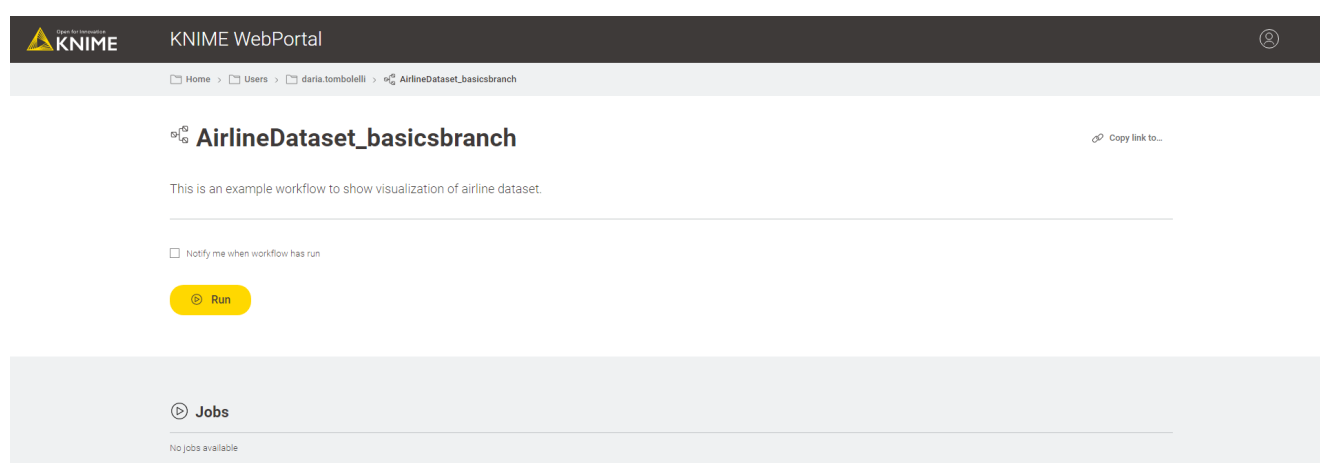 Open for Innovation
KNIME
KNIME WebPortal
Home > Users > daria.tombolelli > AirlineDataset_basicsbranch
AirlineDataset_basicsbranch
Copy link to...
This is an example workflow to show visualization of airline dataset.
Notify me when workflow has run
Run
Jobs
No jobs available